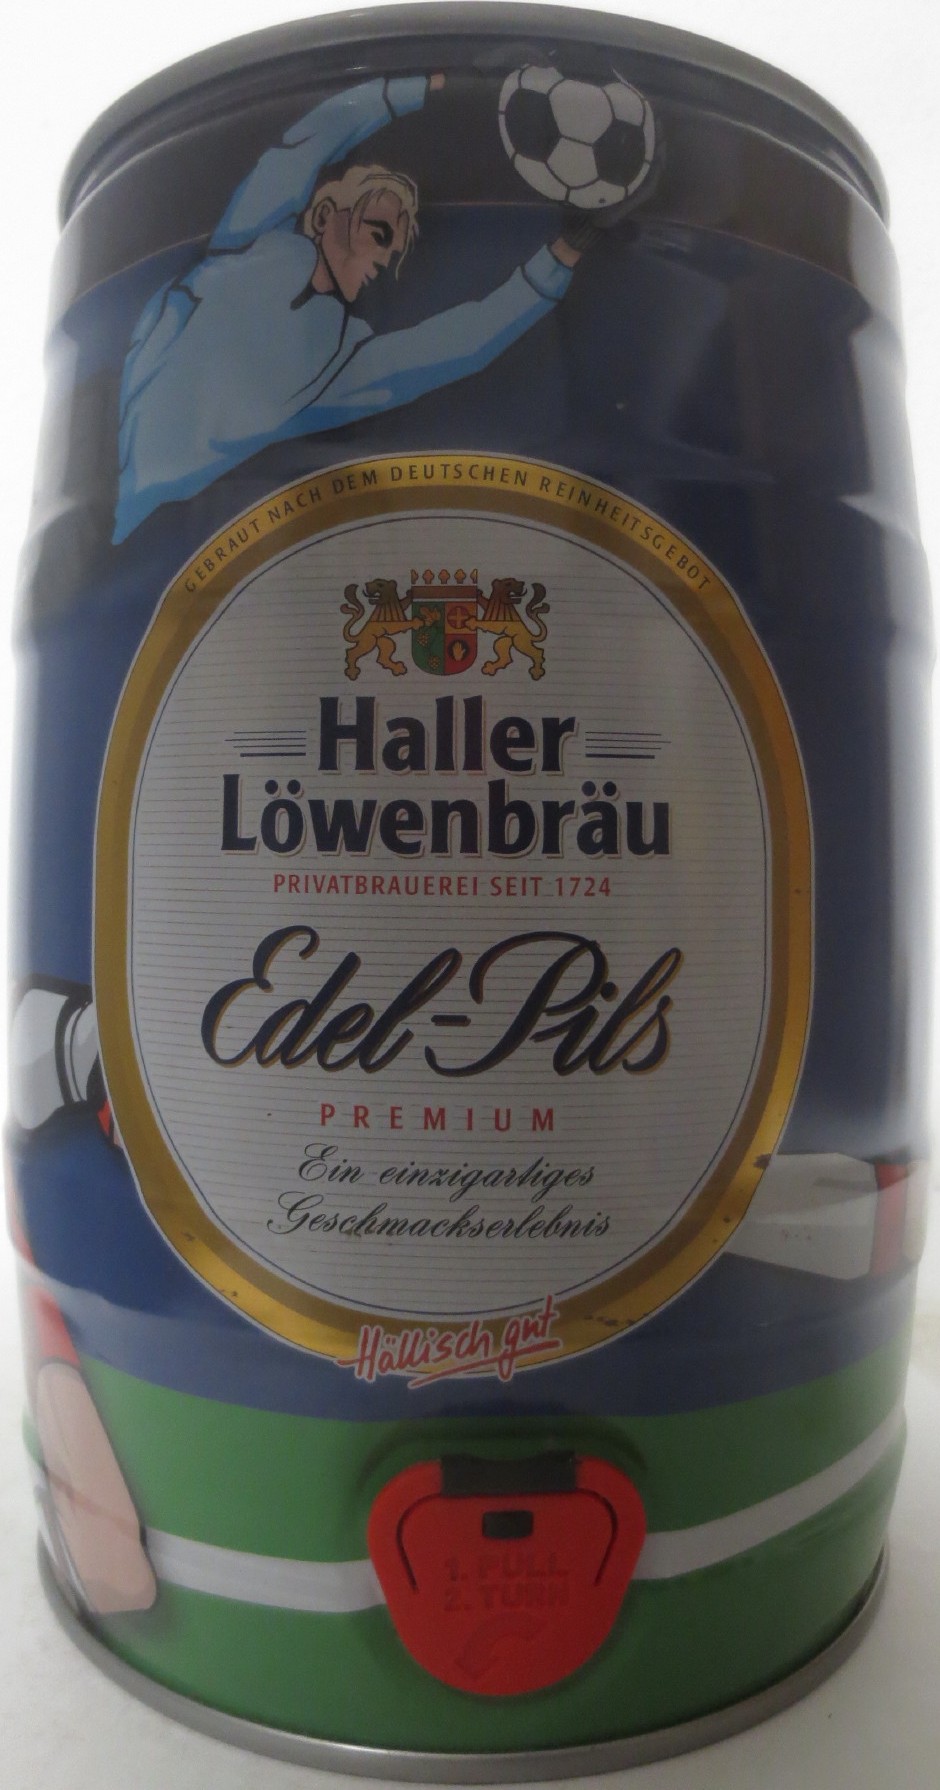 GEBRAUT NACH DEM DEUTSCHEN REINHEITSGEBOT
Haller
Löwenbräu
PRIVATBRAUEREI SEIT 1724
Edel-Pils
PREMIUM
Ein einzigartiges
Geschmackserlebnis
Hällisch gut
1. PULL
2. TURN